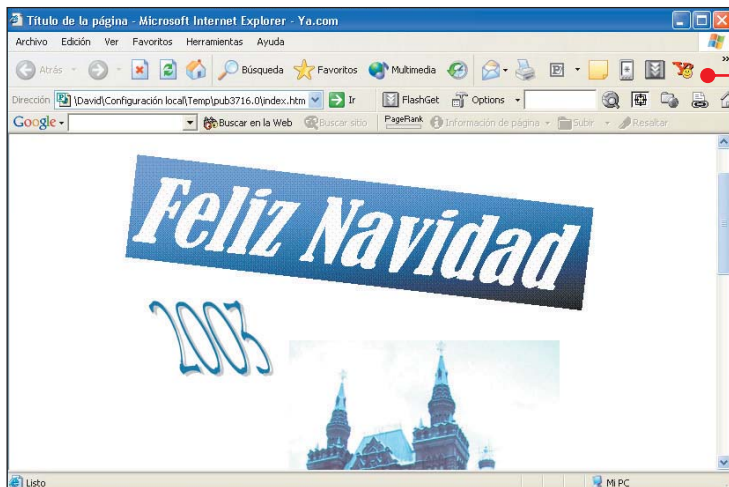 Título de la página - Microsoft Internet Explorer - Ya.com
Archivo Edición Ver Favoritos Herramientas Ayuda
Atrás Búsqueda Favoritos Multimedia »
Dirección \David\Configuración local\Temp\pub3716.0\index.htm Ir FlashGet Options
Google Buscar en la Web Buscar sitio PageRank Información de página Subir Resaltar
Feliz Navidad
2003
Listo Mi PC